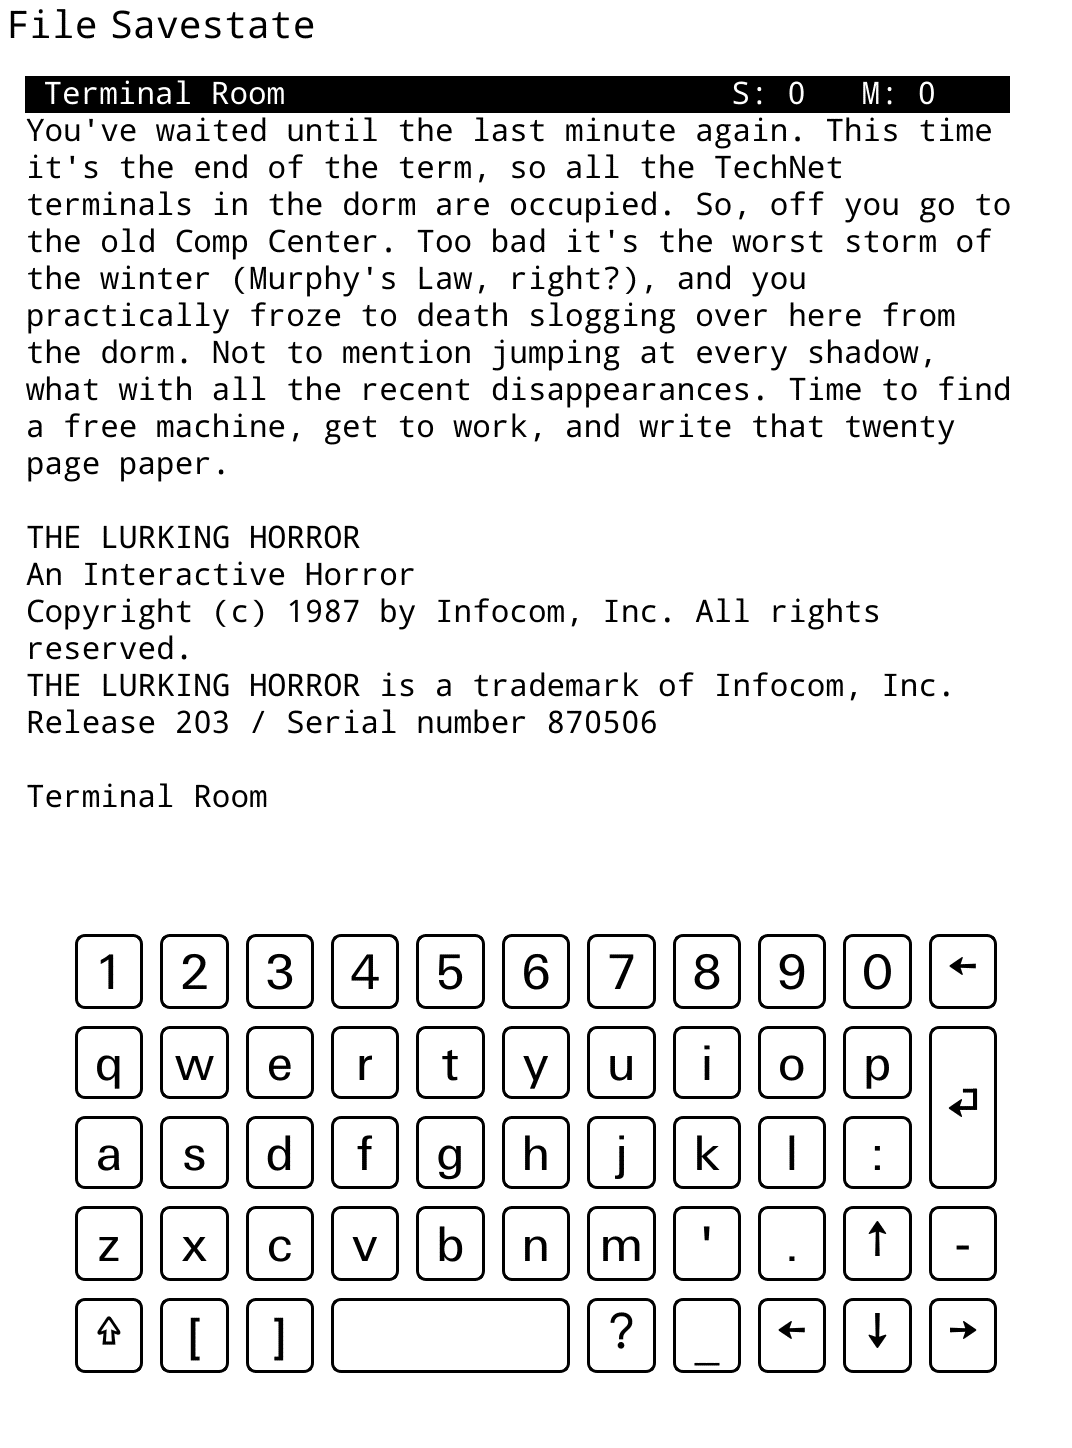 File Savestate
Terminal Room S: 0 M: 0
You've waited until the last minute again. This time
it's the end of the term, so all the TechNet
terminals in the dorm are occupied. So, off you go to
the old Comp Center. Too bad it's the worst storm of
the winter (Murphy's Law, right?), and you
practically froze to death slogging over here from
the dorm. Not to mention jumping at every shadow,
what with all the recent disappearances. Time to find
a free machine, get to work, and write that twenty
page paper.
THE LURKING HORROR
An Interactive Horror
Copyright (c) 1987 by Infocom, Inc. All rights
reserved.
THE LURKING HORROR is a trademark of Infocom, Inc.
Release 203 / Serial number 870506
Terminal Room
1 2 3 4 5 6 7 8 9 0 ←
q w e r t y u i o p ↵
a s d f g h j k l :
z x c v b n m ' . ↑ -
⇧ [ ] ? _ ← ↓ →